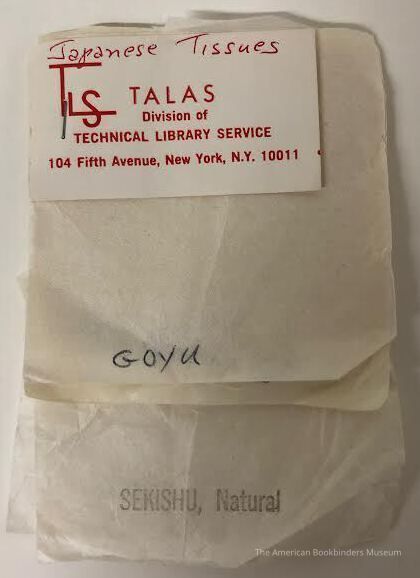 Japanese Tissues
TLS TALAS
Division of
TECHNICAL LIBRARY SERVICE
104 Fifth Avenue, New York, N.Y. 10011
GOYU
SEKISHU, Natural
The American Bookbinders Museum